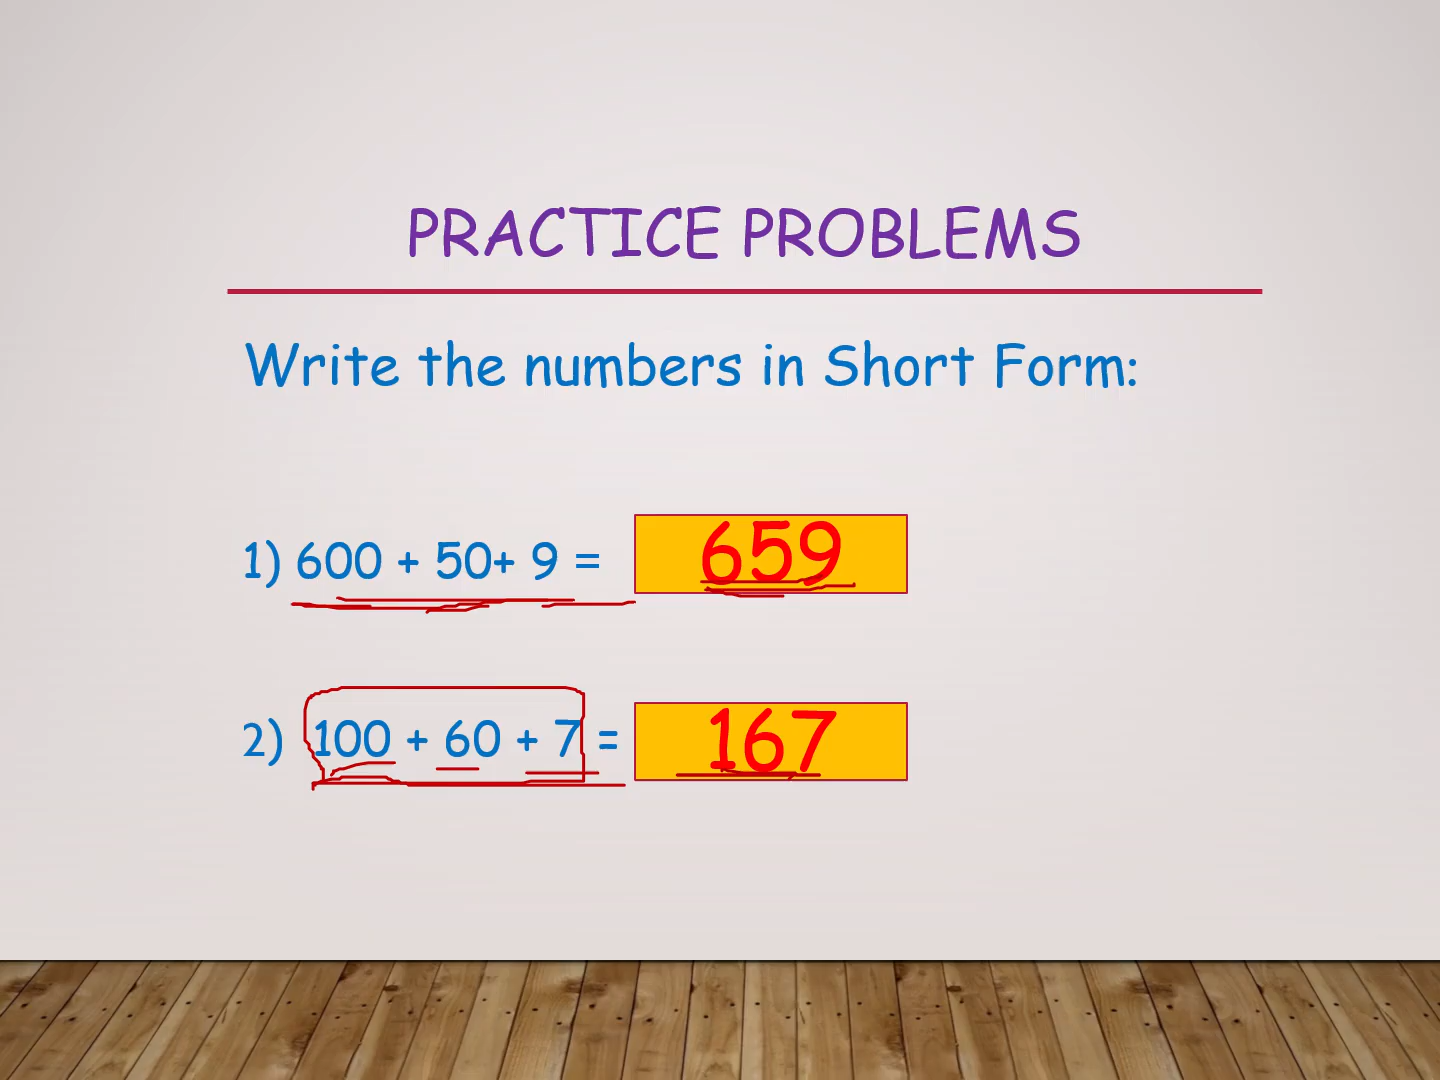 PRACTICE PROBLEMS
Write the numbers in Short Form:
1) 600 + 50+ 9 = 659
2) 100 + 60 + 7 = 167